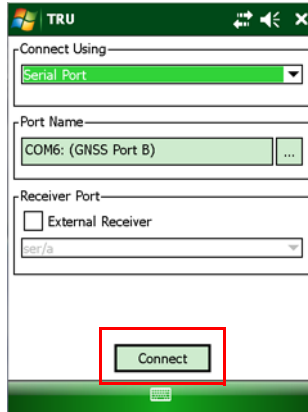 TRU
Connect Using
Serial Port
Port Name
COM6: (GNSS Port B)
...
Receiver Port
External Receiver
ser/a
Connect